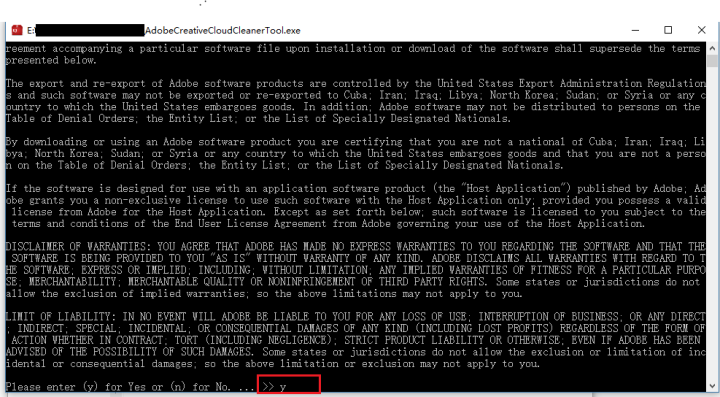 E:\ AdobeCreativeCloudCleanerTool.exe
reement accompanying a particular software file upon installation or download of the software shall supersede the terms
presented below.
The export and re-export of Adobe software products are controlled by the United States Export Administration Regulation
s and such software may not be exported or re-exported to Cuba; Iran; Iraq; Libya; North Korea; Sudan; or Syria or any c
ountry to which the United States embargoes goods. In addition, Adobe software may not be distributed to persons on the
Table of Denial Orders; the Entity List; or the List of Specially Designated Nationals.
By downloading or using an Adobe software product you are certifying that you are not a national of Cuba; Iran; Iraq; Li
bya; North Korea; Sudan; or Syria or any country to which the United States embargoes goods and that you are not a perso
n on the Table of Denial Orders; the Entity List; or the List of Specially Designated Nationals.
If the software is designed for use with an application software product (the "Host Application") published by Adobe; Ad
obe grants you a non-exclusive license to use such software with the Host Application only; provided you possess a valid
license from Adobe for the Host Application. Except as set forth below; such software is licensed to you subject to the
terms and conditions of the End User License Agreement from Adobe governing your use of the Host Application.
DISCLAIMER OF WARRANTIES: YOU AGREE THAT ADOBE HAS MADE NO EXPRESS WARRANTIES TO YOU REGARDING THE SOFTWARE AND THAT THE
SOFTWARE IS BEING PROVIDED TO YOU "AS IS" WITHOUT WARRANTY OF ANY KIND. ADOBE DISCLAIMS ALL WARRANTIES WITH REGARD TO T
HE SOFTWARE; EXPRESS OR IMPLIED; INCLUDING; WITHOUT LIMITATION; ANY IMPLIED WARRANTIES OF FITNESS FOR A PARTICULAR PURPO
SE; MERCHANTABILITY; MERCHANTABLE QUALITY OR NONINFRINGEMENT OF THIRD PARTY RIGHTS. Some states or jurisdictions do not
allow the exclusion of implied warranties; so the above limitations may not apply to you.
LIMIT OF LIABILITY: IN NO EVENT WILL ADOBE BE LIABLE TO YOU FOR ANY LOSS OF USE; INTERRUPTION OF BUSINESS; OR ANY DIRECT
; INDIRECT; SPECIAL; INCIDENTAL; OR CONSEQUENTIAL DAMAGES OF ANY KIND (INCLUDING LOST PROFITS) REGARDLESS OF THE FORM OF
ACTION WHETHER IN CONTRACT; TORT (INCLUDING NEGLIGENCE); STRICT PRODUCT LIABILITY OR OTHERWISE; EVEN IF ADOBE HAS BEEN
ADVISED OF THE POSSIBILITY OF SUCH DAMAGES. Some states or jurisdictions do not allow the exclusion or limitation of inc
idental or consequential damages; so the above limitation or exclusion may not apply to you.
Please enter (y) for Yes or (n) for No. ... >> y